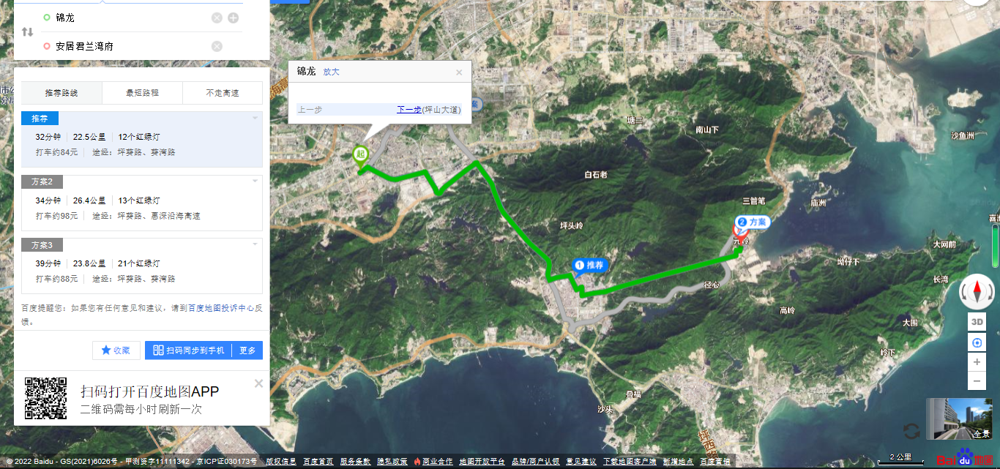 锦龙
安居君兰湾府
推荐路线 最短路程 不走高速
推荐
32分钟 22.5公里 12个红绿灯
打车约84元 途经：坪葵路、葵湾路
方案2
34分钟 26.4公里 13个红绿灯
打车约98元 途经：坪葵路、惠深沿海高速
方案3
39分钟 23.8公里 21个红绿灯
打车约88元 途经：坪葵路、葵湾路
百度提醒您：如果您有任何意见和建议，请到百度地图投诉中心反
馈。
收藏 扫码同步到手机 更多
扫码打开百度地图APP
二维码需每小时刷新一次
锦龙 放大
上一步 下一步(坪山大道)
案
起
塘二
南山下
沙鱼洲
白石老
三管笔
庙洲
2 方案
坪头岭
大网前
1 推荐
坳仔下
径心
长湾
高岭
大围
岭下
叠福
沙头
坪西
3D
全景
2 公里
Bai du 地图
© 2022 Baidu - GS(2021)6026号 - 甲测资字11111342 - 京ICP证030173号 版权信息 百度首页 服务条款 隐私政策 商业合作 地图开放平台 品牌/商户认领 意见建议 下载地图客户端 新增地点 百度营销